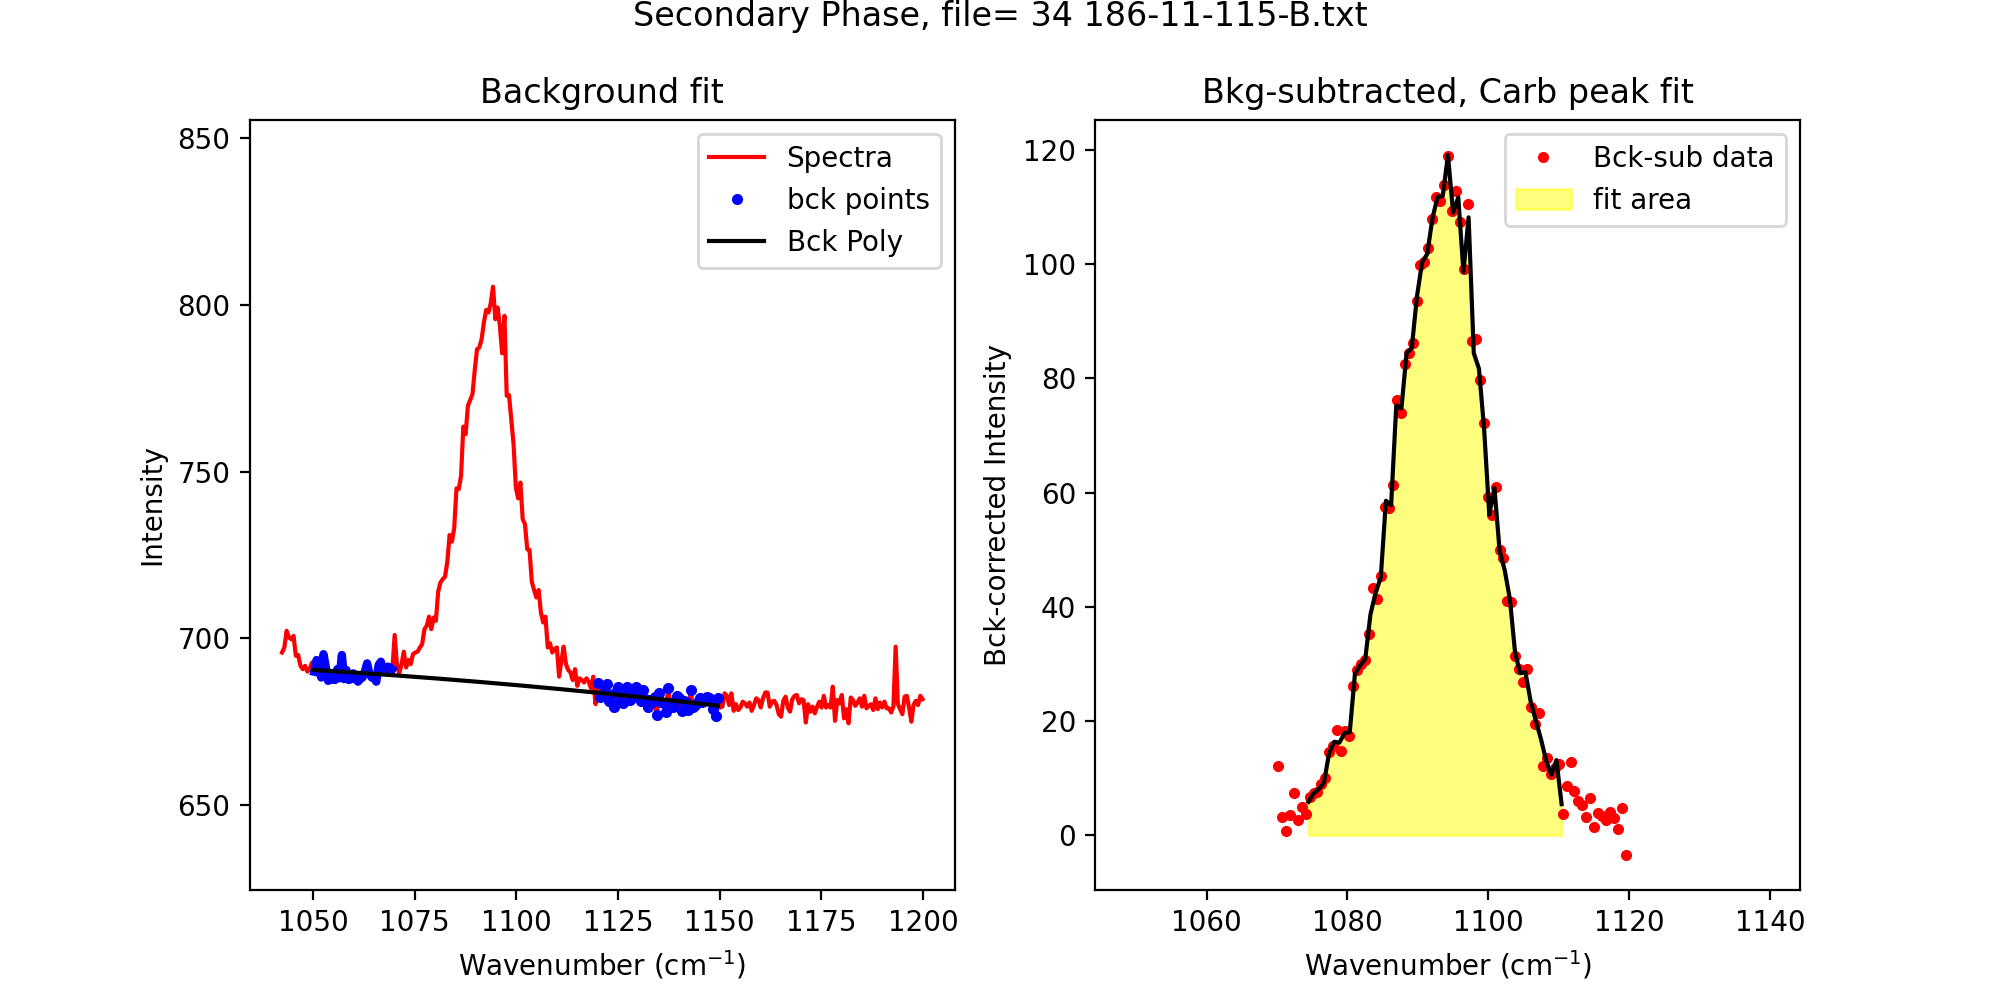 Secondary Phase, file= 34 186-11-115-B.txt
Background fit
850
800
750
700
650
Intensity
Spectra
bck points
Bck Poly
1050 1075 1100 1125 1150 1175 1200
Wavenumber (cm⁻¹)
Bkg-subtracted, Carb peak fit
120
100
80
60
40
20
0
Bck-corrected Intensity
Bck-sub data
fit area
1060 1080 1100 1120 1140
Wavenumber (cm⁻¹)